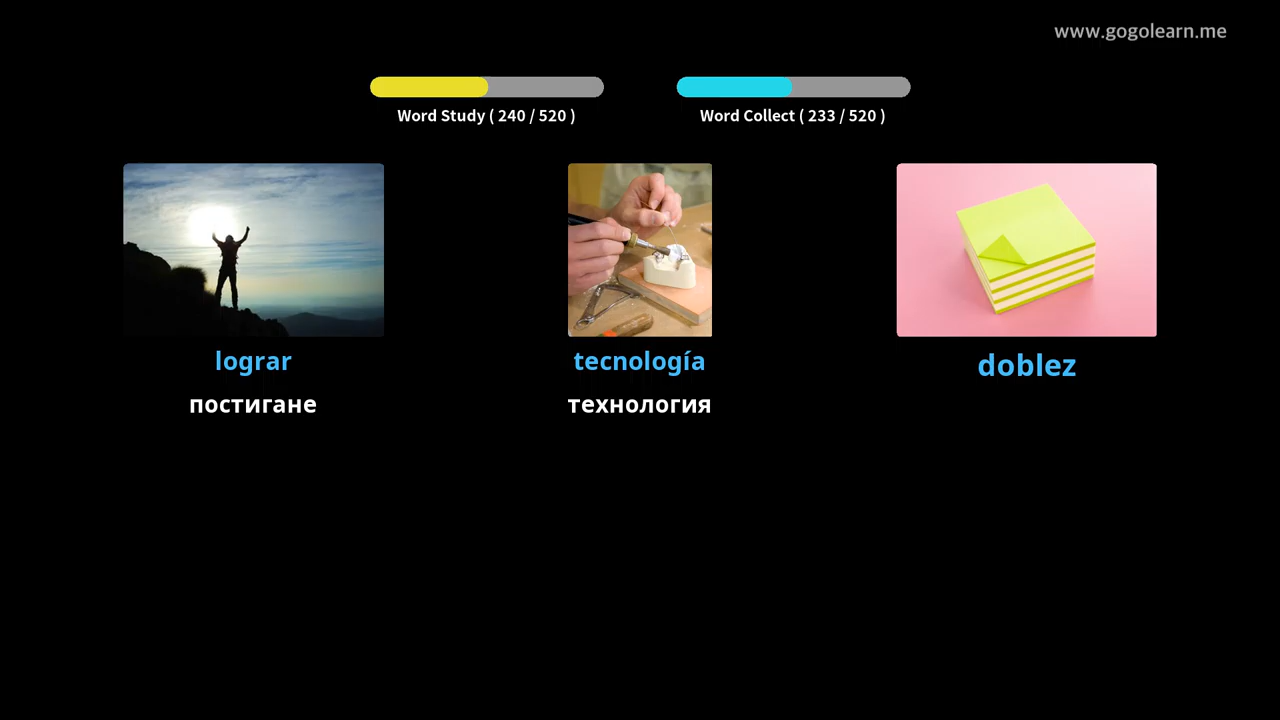 www.gogolearn.me
Word Study ( 240 / 520 )
Word Collect ( 233 / 520 )
lograr
постигане
tecnología
технология
doblez